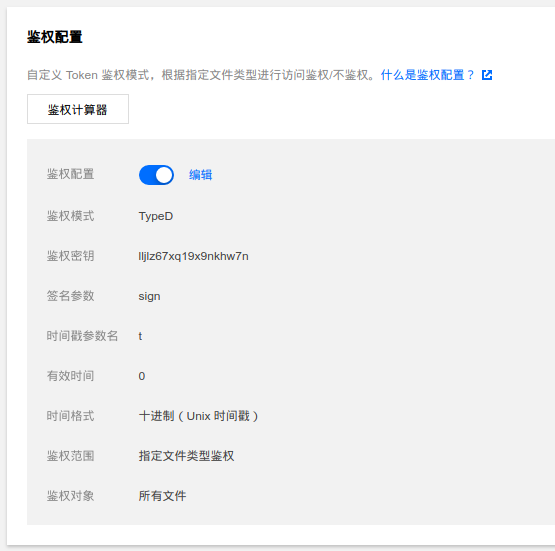 鉴权配置
自定义 Token 鉴权模式，根据指定文件类型进行访问鉴权/不鉴权。什么是鉴权配置？
鉴权计算器
鉴权配置 编辑
鉴权模式 TypeD
鉴权密钥 lljlz67xq19x9nkhw7n
签名参数 sign
时间戳参数名 t
有效时间 0
时间格式 十进制（Unix 时间戳）
鉴权范围 指定文件类型鉴权
鉴权对象 所有文件